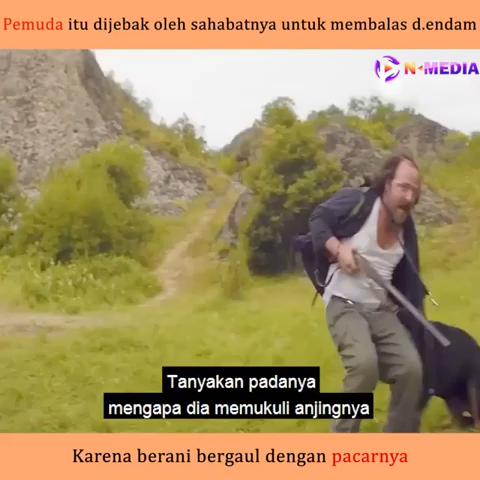 Pemuda itu dijebak oleh sahabatnya untuk membalas d.endam
N-MEDIA
Tanyakan padanya
mengapa dia memukuli anjingnya
Karena berani bergaul dengan pacarnya